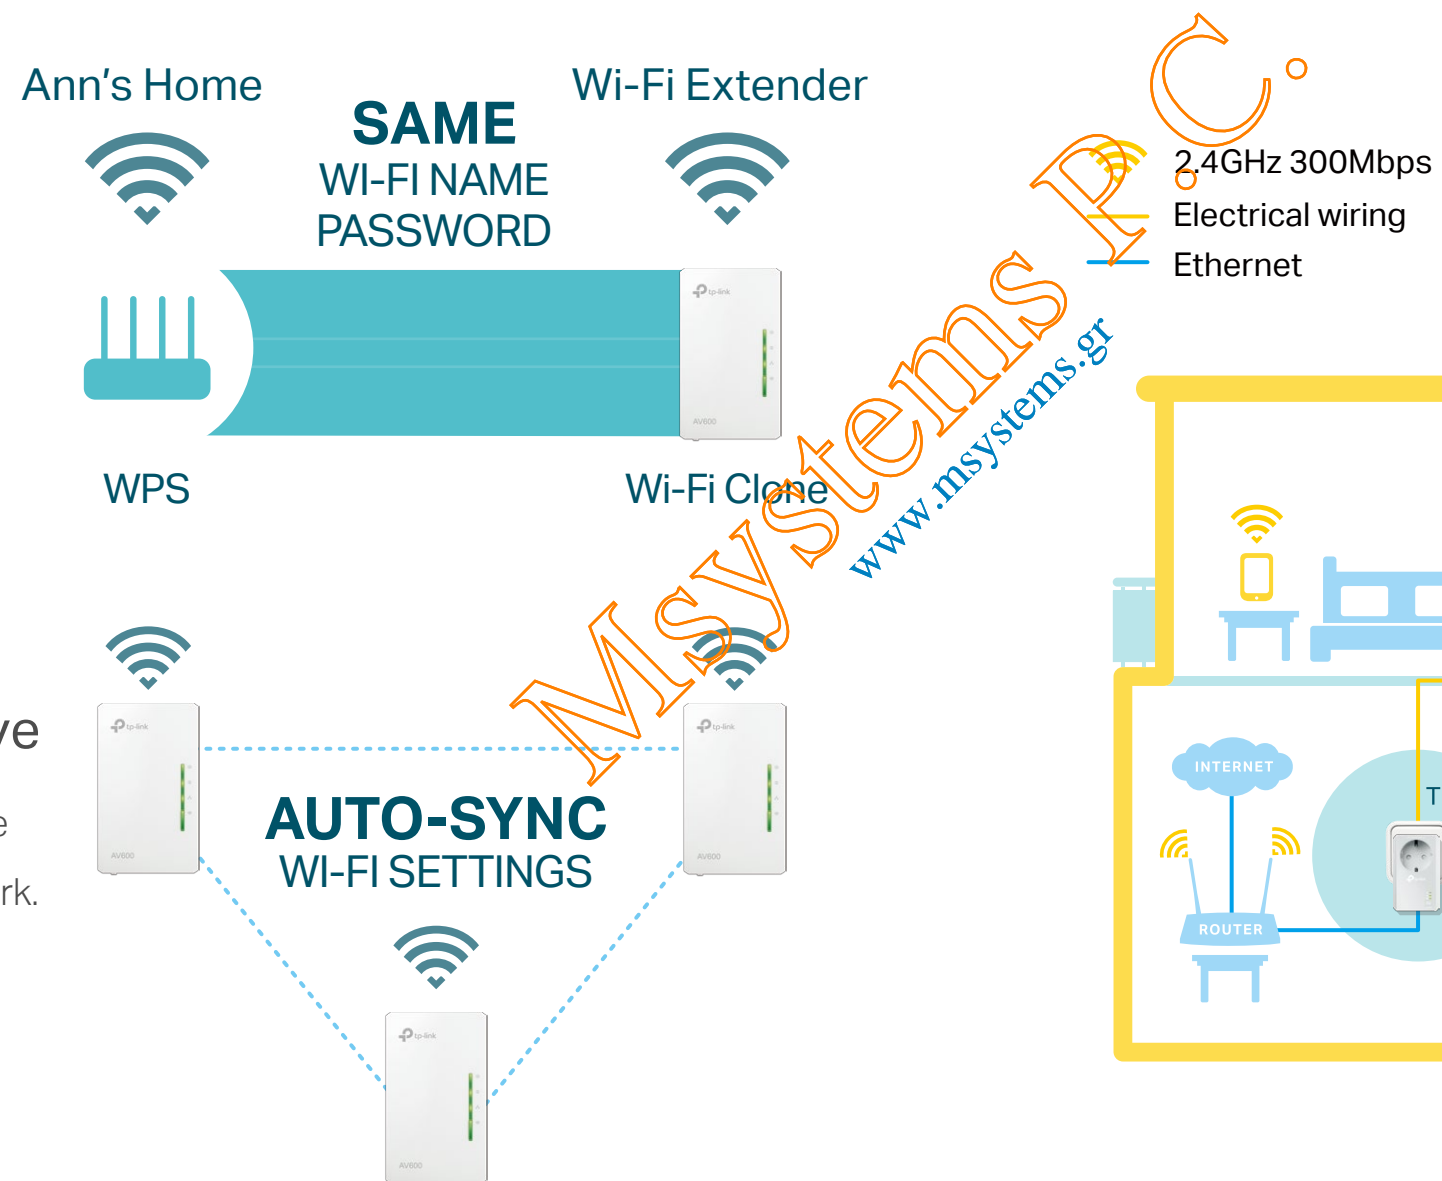 Ann's Home
Wi-Fi Extender
SAME
WI-FI NAME
PASSWORD
tp-link
AV600
WPS
Wi-Fi Clone
2.4GHz 300Mbps
Electrical wiring
Ethernet
Msystems P.C.
www.msystems.gr
tp-link
AV600
tp-link
AV600
AUTO-SYNC
WI-FI SETTINGS
tp-link
AV600
ye
e
rk.
INTERNET
T
ROUTER